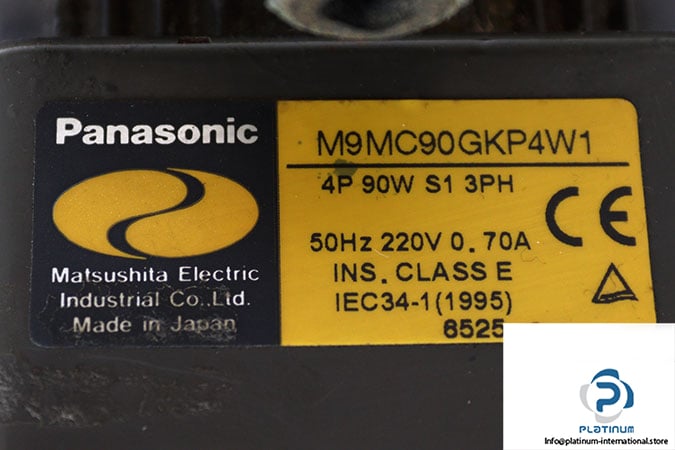 Panasonic
Matsushita Electric
Industrial Co.,Ltd.
Made in Japan
M9MC90GKP4W1
4P 90W S1 3PH
50Hz 220V 0.70A
INS. CLASS E
IEC34-1(1995)
CE
PLATINUM
Info@platinum-international.store